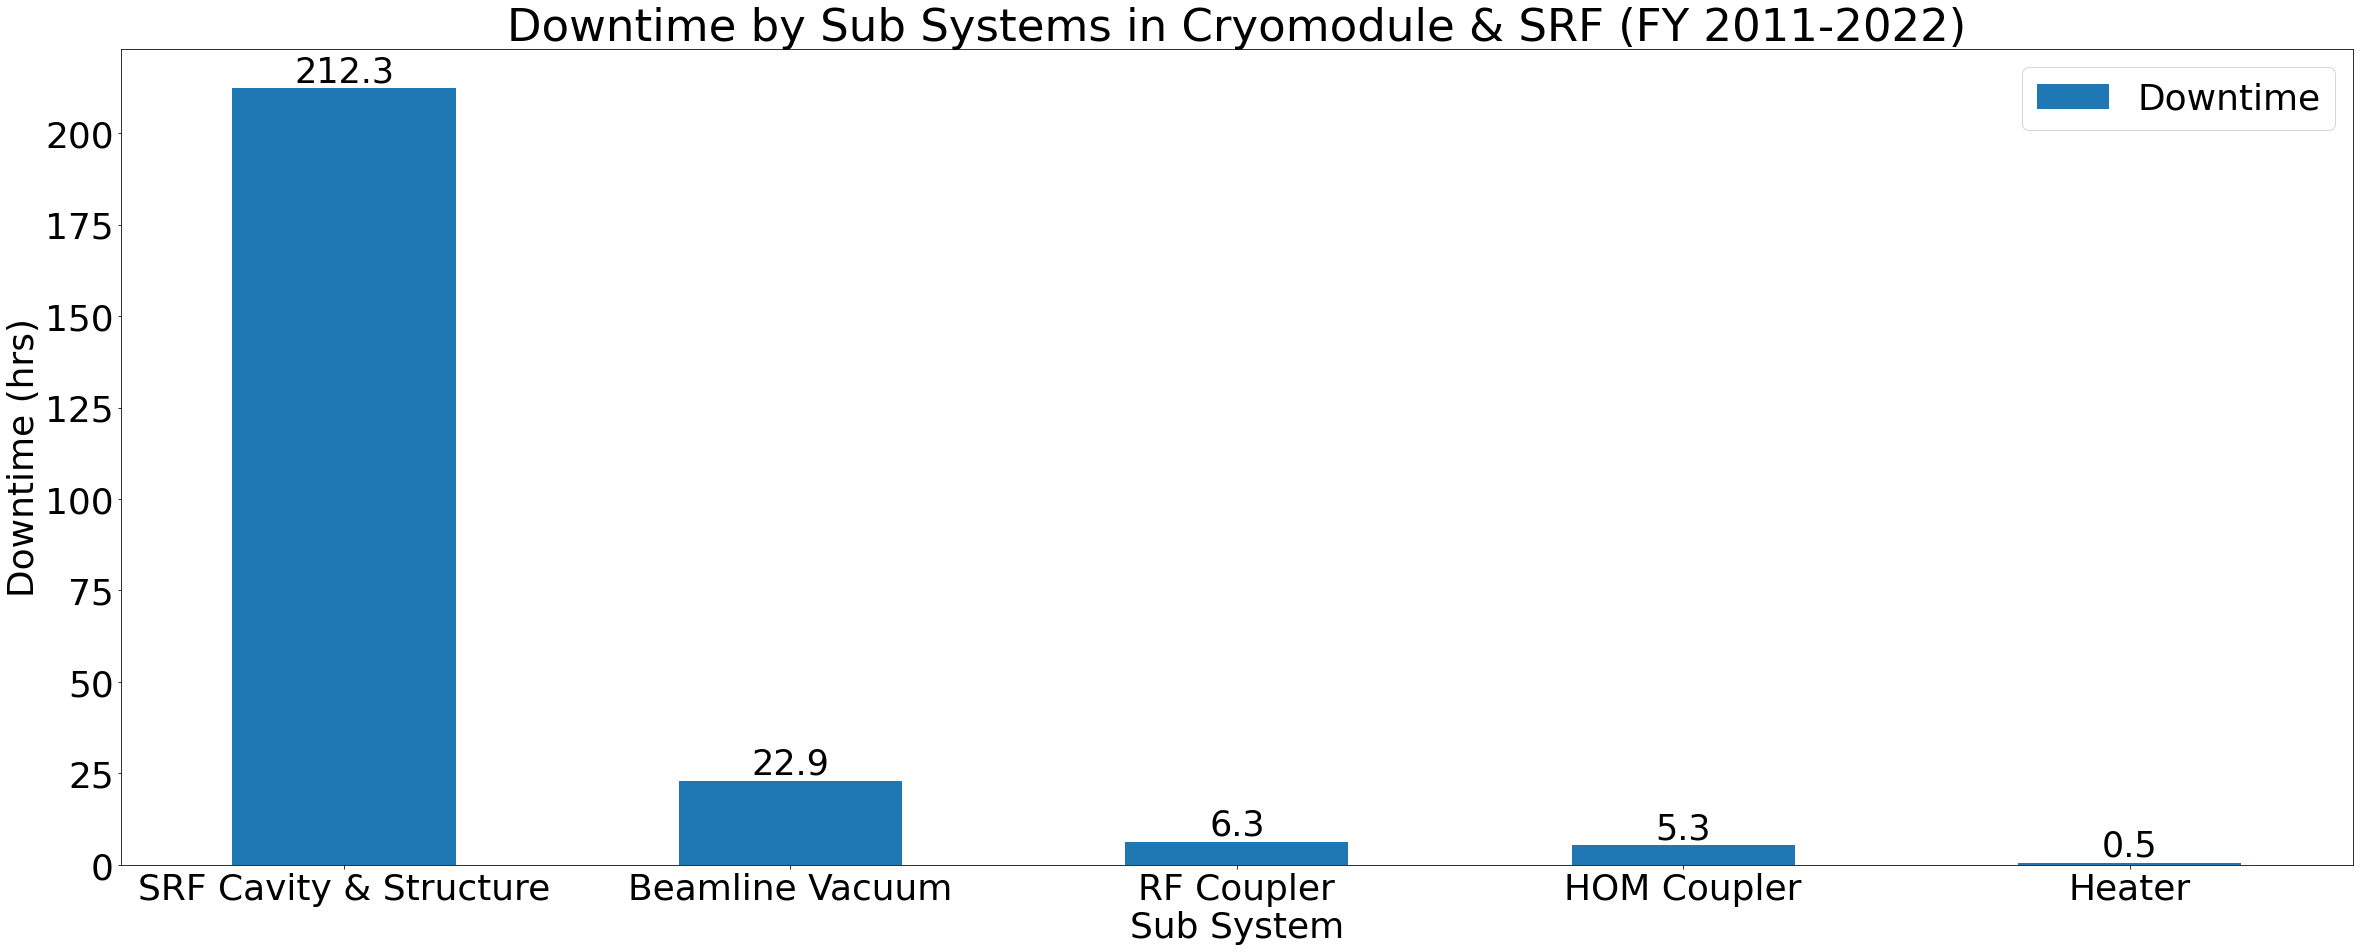 Downtime by Sub Systems in Cryomodule & SRF (FY 2011-2022)
Downtime
Downtime (hrs)
200
175
150
125
100
75
50
25
0
212.3
22.9
6.3
5.3
0.5
SRF Cavity & Structure
Beamline Vacuum
RF Coupler
HOM Coupler
Heater
Sub System